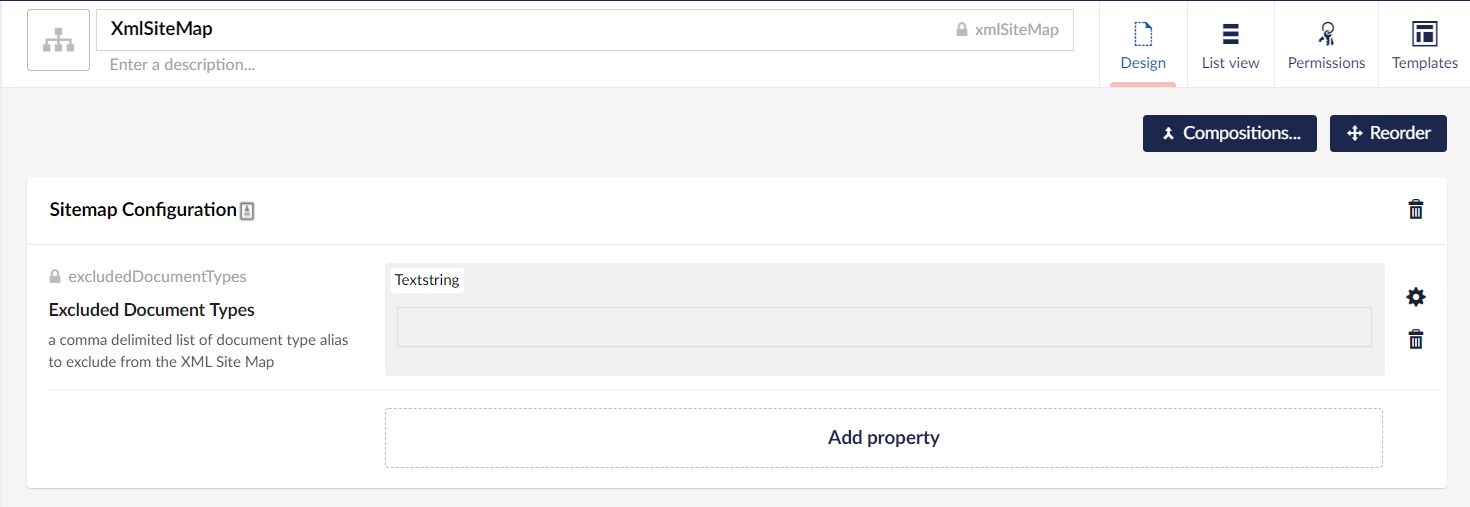 XmlSiteMap
xmlSiteMap
Enter a description...
Design
List view
Permissions
Templates
Compositions...
Reorder
Sitemap Configuration
excludedDocumentTypes
Excluded Document Types
a comma delimited list of document type alias
to exclude from the XML Site Map
Textstring
Add property